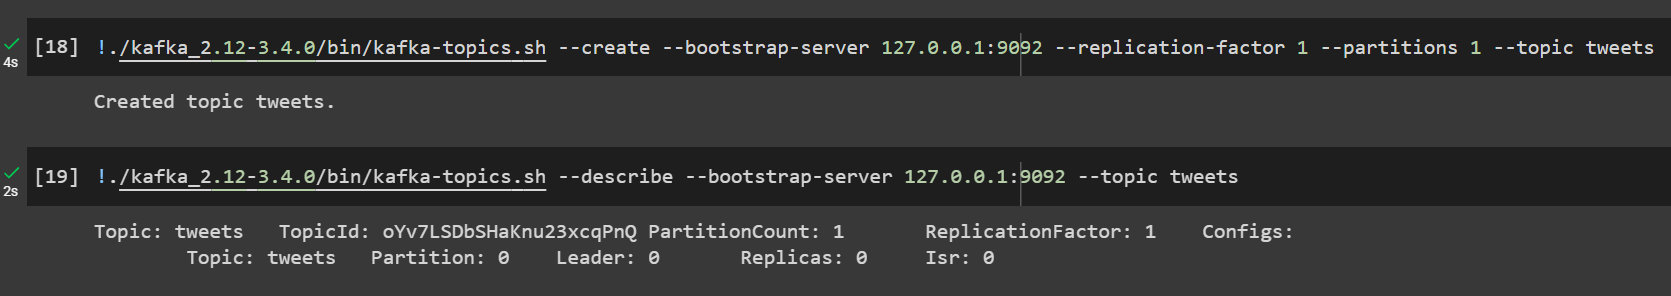 [18] !./kafka_2.12-3.4.0/bin/kafka-topics.sh --create --bootstrap-server 127.0.0.1:9092 --replication-factor 1 --partitions 1 --topic tweets
4s
Created topic tweets.
[19] !./kafka_2.12-3.4.0/bin/kafka-topics.sh --describe --bootstrap-server 127.0.0.1:9092 --topic tweets
2s
Topic: tweets TopicId: oYv7LSDbSHaKnu23xcqPnQ PartitionCount: 1 ReplicationFactor: 1 Configs:
Topic: tweets Partition: 0 Leader: 0 Replicas: 0 Isr: 0